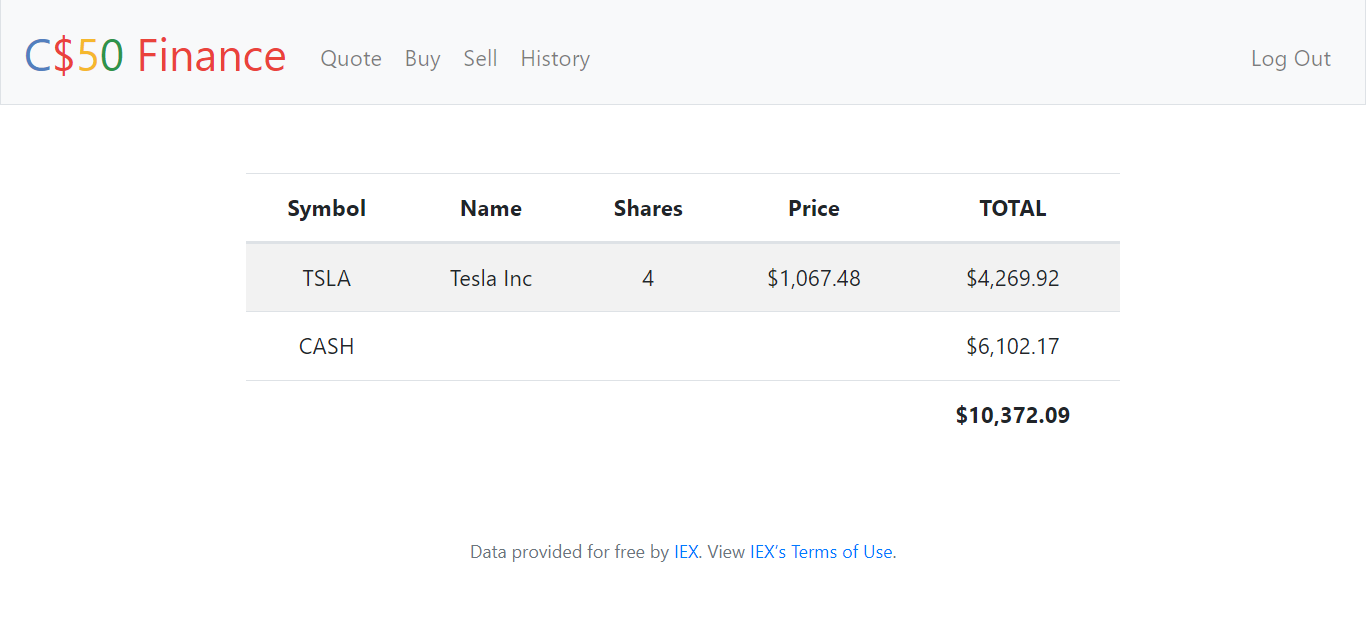 C$50 Finance Quote Buy Sell History Log Out
Symbol Name Shares Price TOTAL
TSLA Tesla Inc 4 $1,067.48 $4,269.92
CASH $6,102.17
$10,372.09
Data provided for free by IEX. View IEX’s Terms of Use.